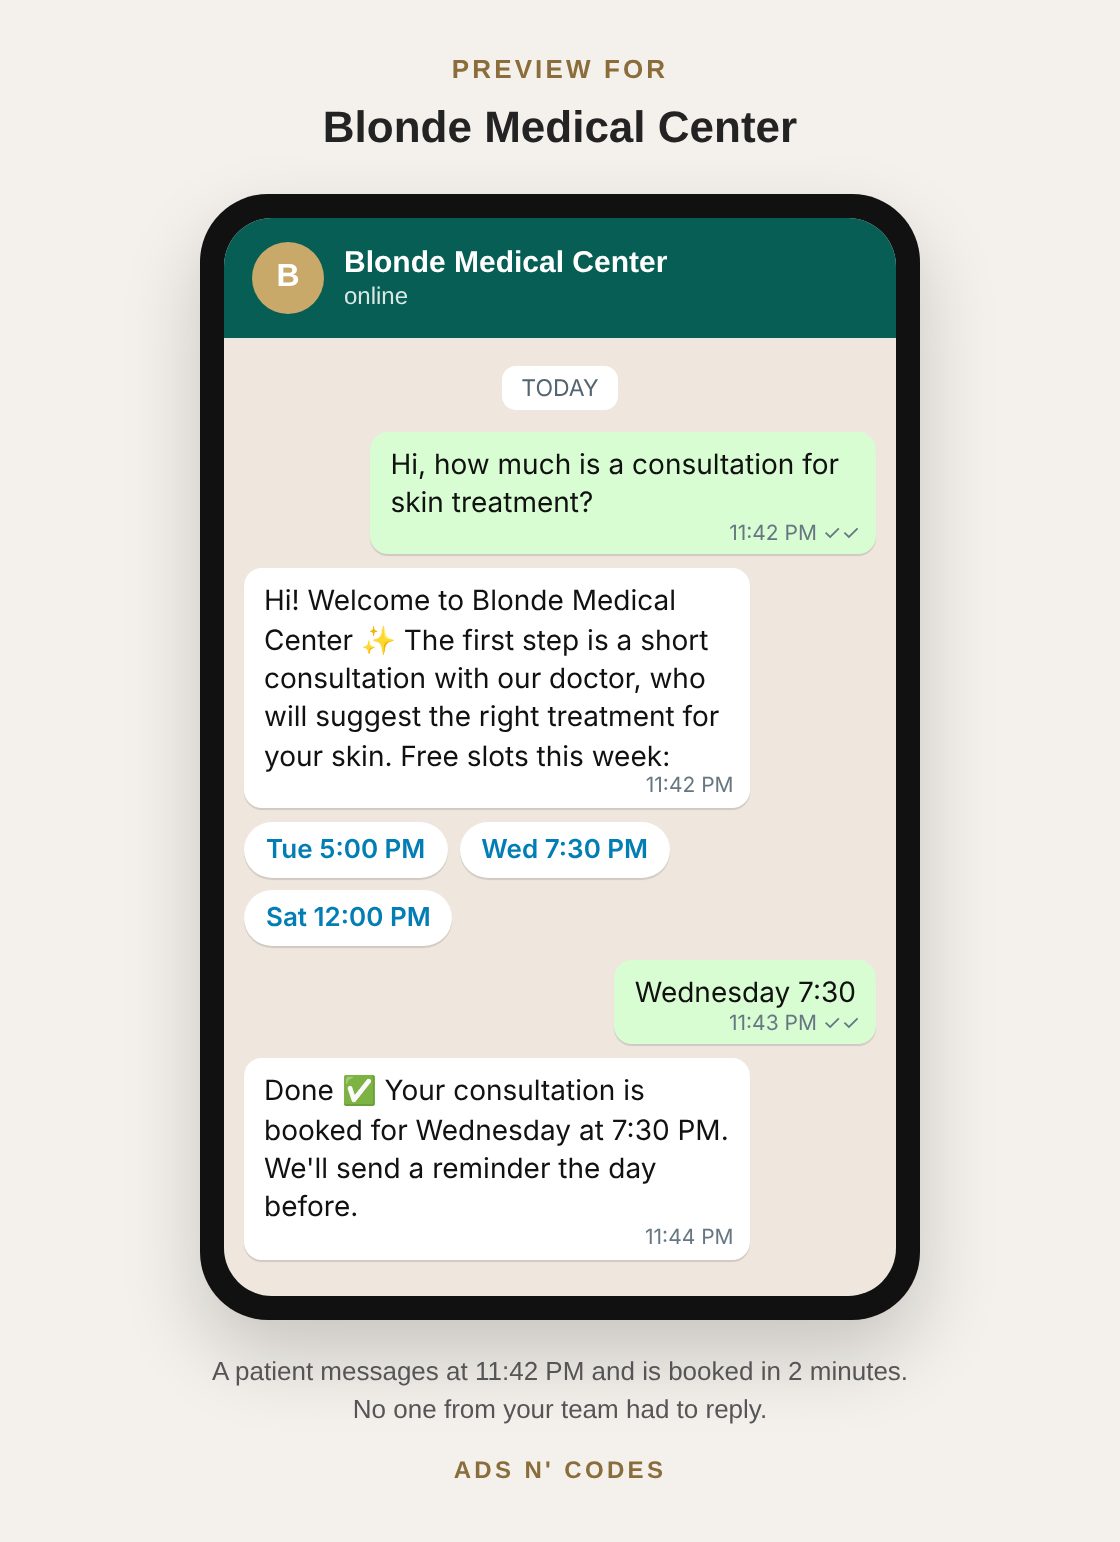 PREVIEW FOR
Blonde Medical Center
B
Blonde Medical Center
online
TODAY
Hi, how much is a consultation for
skin treatment?
11:42 PM ✓✓
Hi! Welcome to Blonde Medical
Center ✨ The first step is a short
consultation with our doctor, who
will suggest the right treatment for
your skin. Free slots this week:
11:42 PM
Tue 5:00 PM
Wed 7:30 PM
Sat 12:00 PM
Wednesday 7:30
11:43 PM ✓✓
Done ✅ Your consultation is
booked for Wednesday at 7:30 PM.
We'll send a reminder the day
before.
11:44 PM
A patient messages at 11:42 PM and is booked in 2 minutes.
No one from your team had to reply.
ADS N' CODES